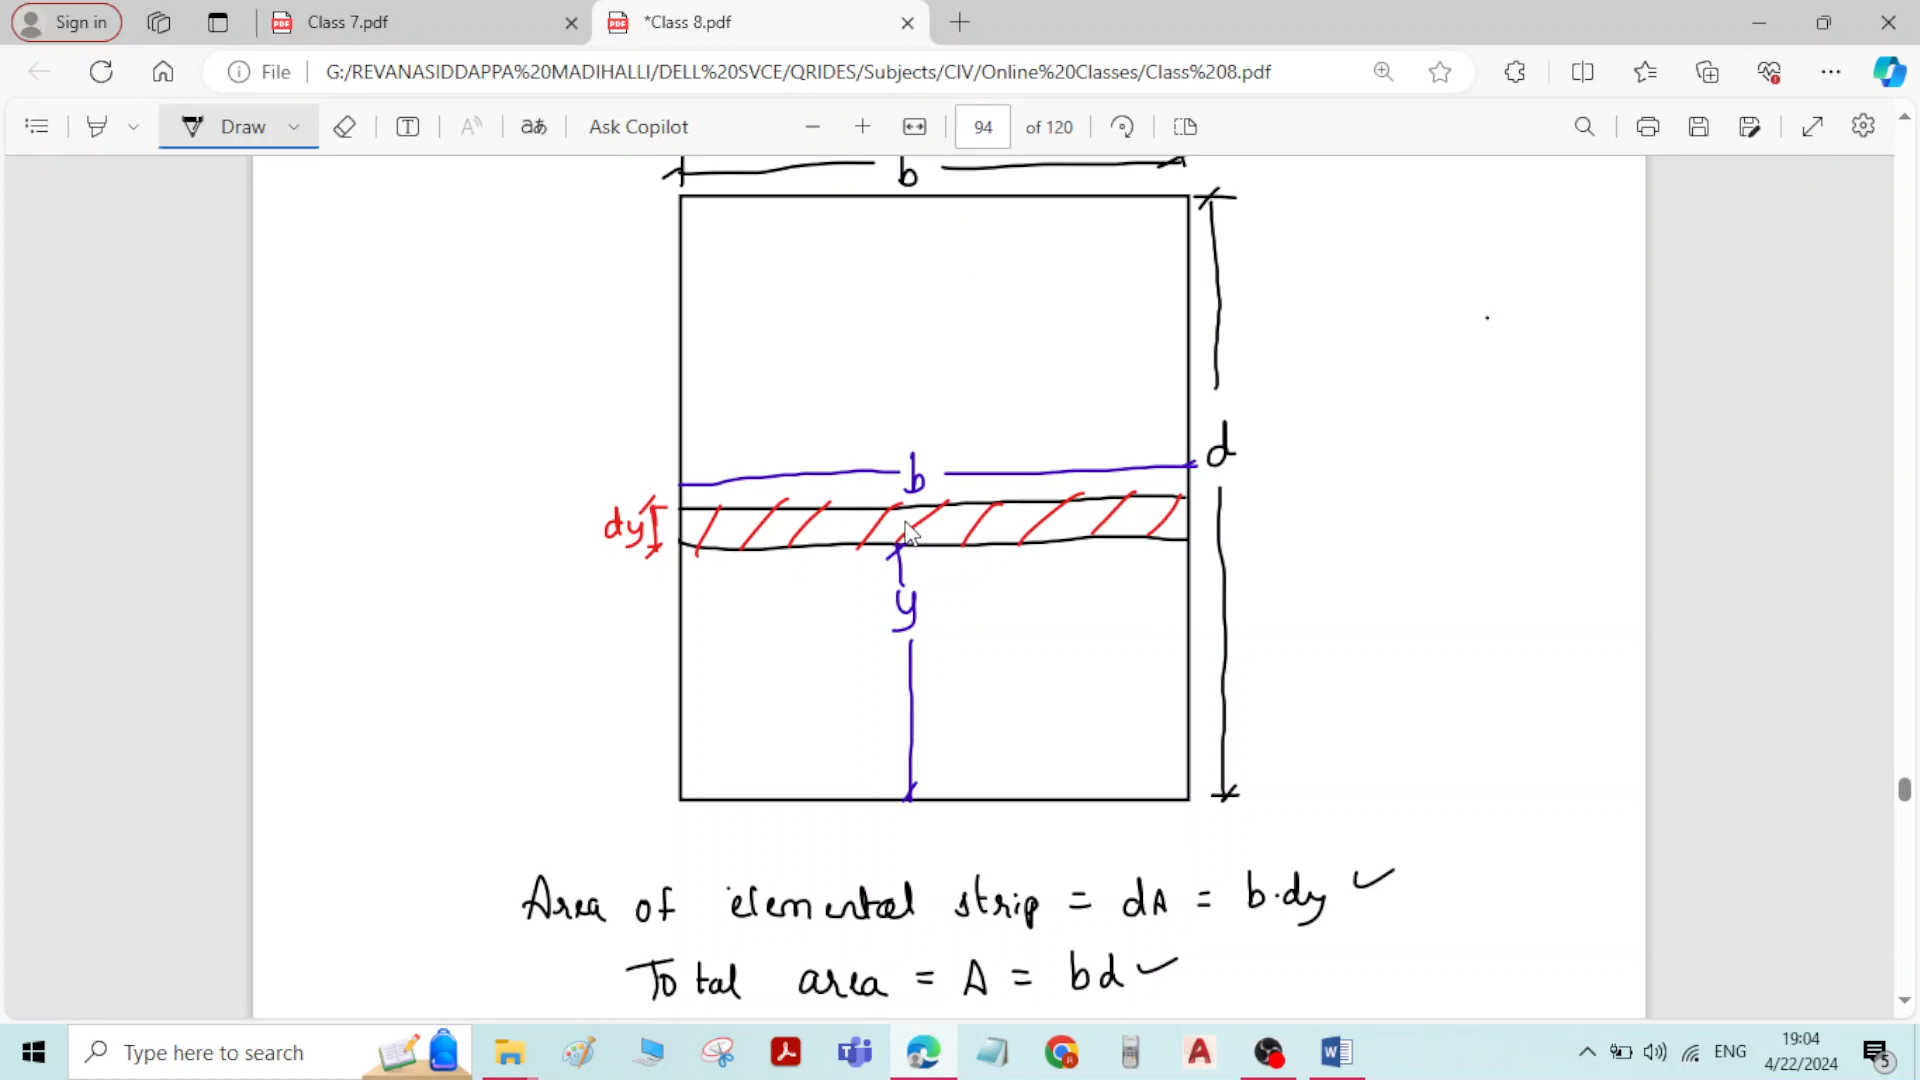 Sign in
Class 7.pdf
*Class 8.pdf
File
G:/REVANASIDDAPPA%20MADIHALLI/DELL%20SVCE/QRIDES/Subjects/CIV/Online%20Classes/Class%208.pdf
Draw
Ask Copilot
94 of 120
b
d
b
dy
y
Area of elemental strip = dA = b·dy ✓
Total area = A = bd ✓
Type here to search
ENG
19:04
4/22/2024
5